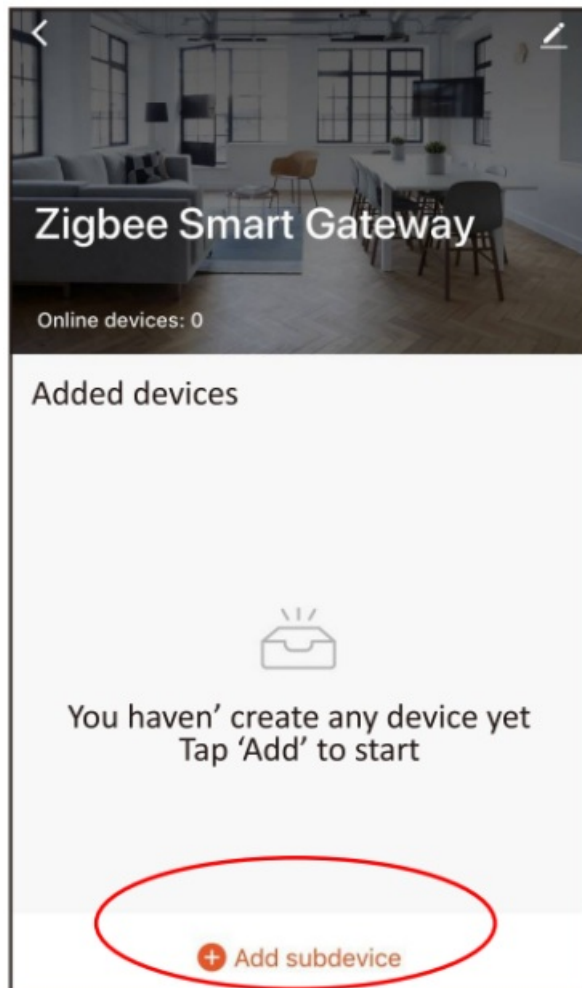 Zigbee Smart Gateway
Online devices: 0
Added devices
You haven’ create any device yet
Tap ‘Add’ to start
Add subdevice